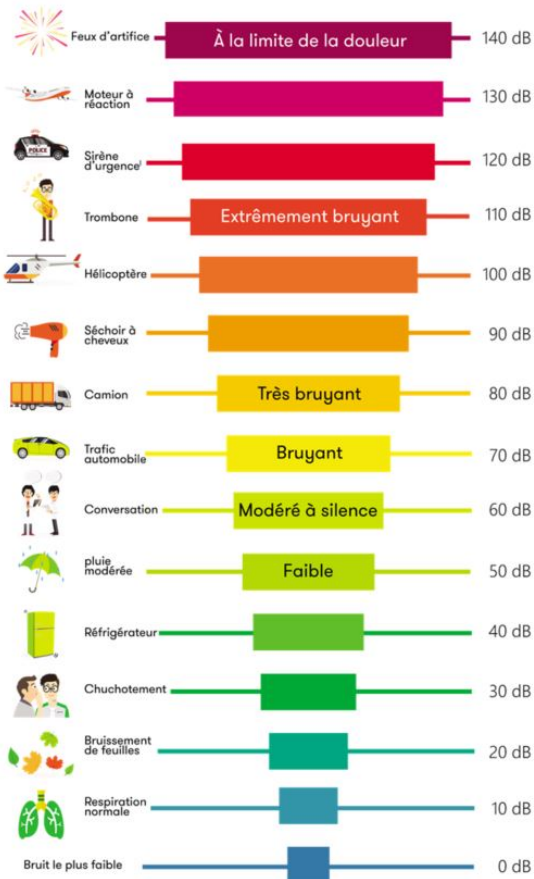 Feux d'artifice À la limite de la douleur 140 dB
Moteur à
réaction
130 dB
POLICE
Sirène
d'urgence
120 dB
Trombone Extrêmement bruyant 110 dB
Hélicoptère 100 dB
Séchoir à
cheveux
90 dB
Camion Très bruyant 80 dB
Trafic
automobile
Bruyant 70 dB
Conversation Modéré à silence 60 dB
pluie
modérée
Faible 50 dB
Réfrigérateur 40 dB
Chuchotement 30 dB
Bruissement
de feuilles
20 dB
Respiration
normale
10 dB
Bruit le plus faible 0 dB